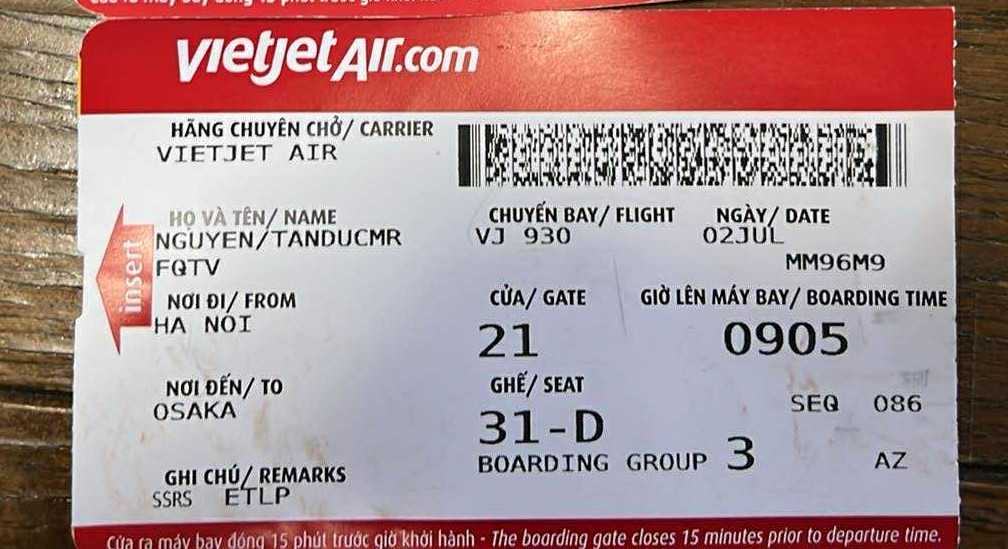 vietjetAir.com
HÃNG CHUYÊN CHỞ/ CARRIER
VIETJET AIR
HỌ VÀ TÊN/ NAME
NGUYEN/TANDUCMR
FQTV
CHUYẾN BAY/ FLIGHT
VJ 930
NGÀY/ DATE
02JUL
MM96M9
insert
NƠI ĐI/ FROM
HA NOI
CỬA/ GATE
21
GIỜ LÊN MÁY BAY/ BOARDING TIME
0905
NƠI ĐẾN/ TO
OSAKA
GHẾ/ SEAT
31-D
SEQ 086
BOARDING GROUP 3
AZ
GHI CHÚ/ REMARKS
SSRS ETLP
Cửa ra máy bay đóng 15 phút trước giờ khởi hành - The boarding gate closes 15 minutes prior to departure time.